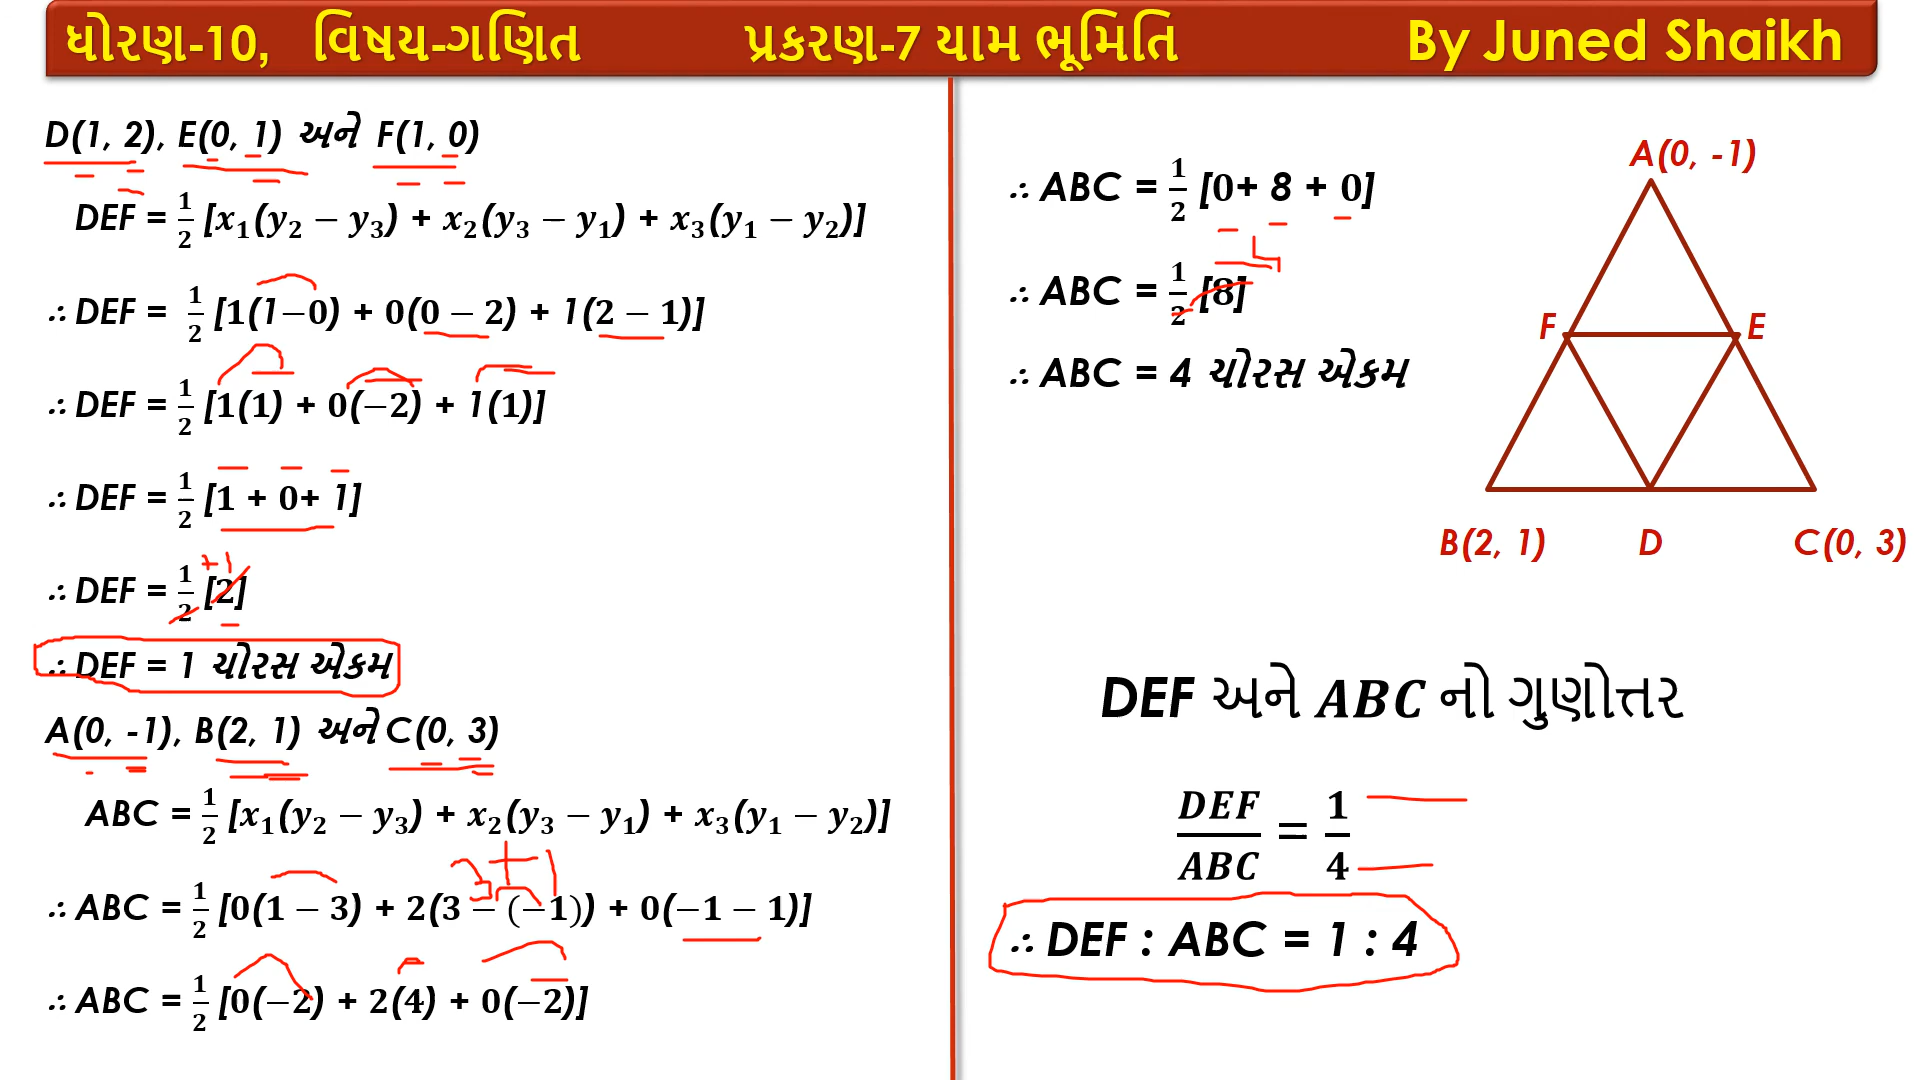 ધોરણ-10, વિષય-ગણિત પ્રકરણ-7 યામ ભૂમિતિ By Juned Shaikh
D(1, 2), E(0, 1) અને F(1, 0)
DEF = 1/2 [x₁(y₂ − y₃) + x₂(y₃ − y₁) + x₃(y₁ − y₂)]
∴ DEF = 1/2 [1(1−0) + 0(0 − 2) + 1(2 − 1)]
∴ DEF = 1/2 [1(1) + 0(−2) + 1(1)]
∴ DEF = 1/2 [1 + 0+ 1]
∴ DEF = 1/2 [2]
∴ DEF = 1 ચોરસ એકમ
A(0, -1), B(2, 1) અને C(0, 3)
ABC = 1/2 [x₁(y₂ − y₃) + x₂(y₃ − y₁) + x₃(y₁ − y₂)]
∴ ABC = 1/2 [0(1 − 3) + 2(3 − (−1)) + 0(−1 − 1)]
∴ ABC = 1/2 [0(−2) + 2(4) + 0(−2)]
∴ ABC = 1/2 [0+ 8 + 0]
∴ ABC = 1/2 [8]
∴ ABC = 4 ચોરસ એકમ
A(0, -1)
F E
B(2, 1) D C(0, 3)
DEF અને ABC નો ગુણોત્તર
DEF/ABC = 1/4
∴ DEF : ABC = 1 : 4